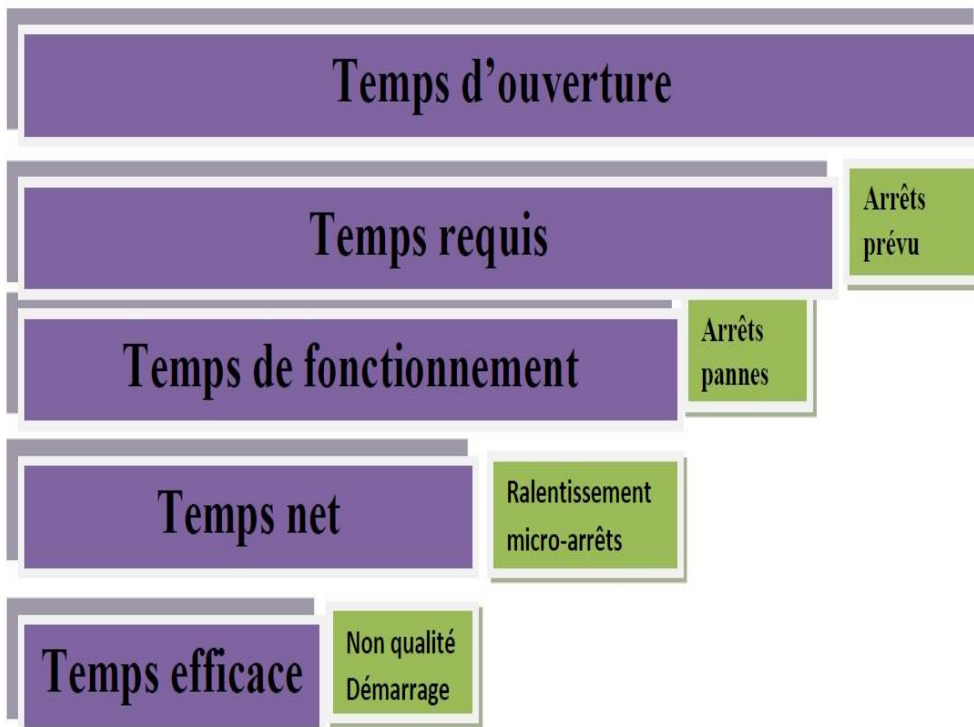 Temps d'ouverture
Temps requis
Arrêts
prévu
Temps de fonctionnement
Arrêts
pannes
Temps net
Ralentissement
micro-arrêts
Temps efficace
Non qualité
Démarrage